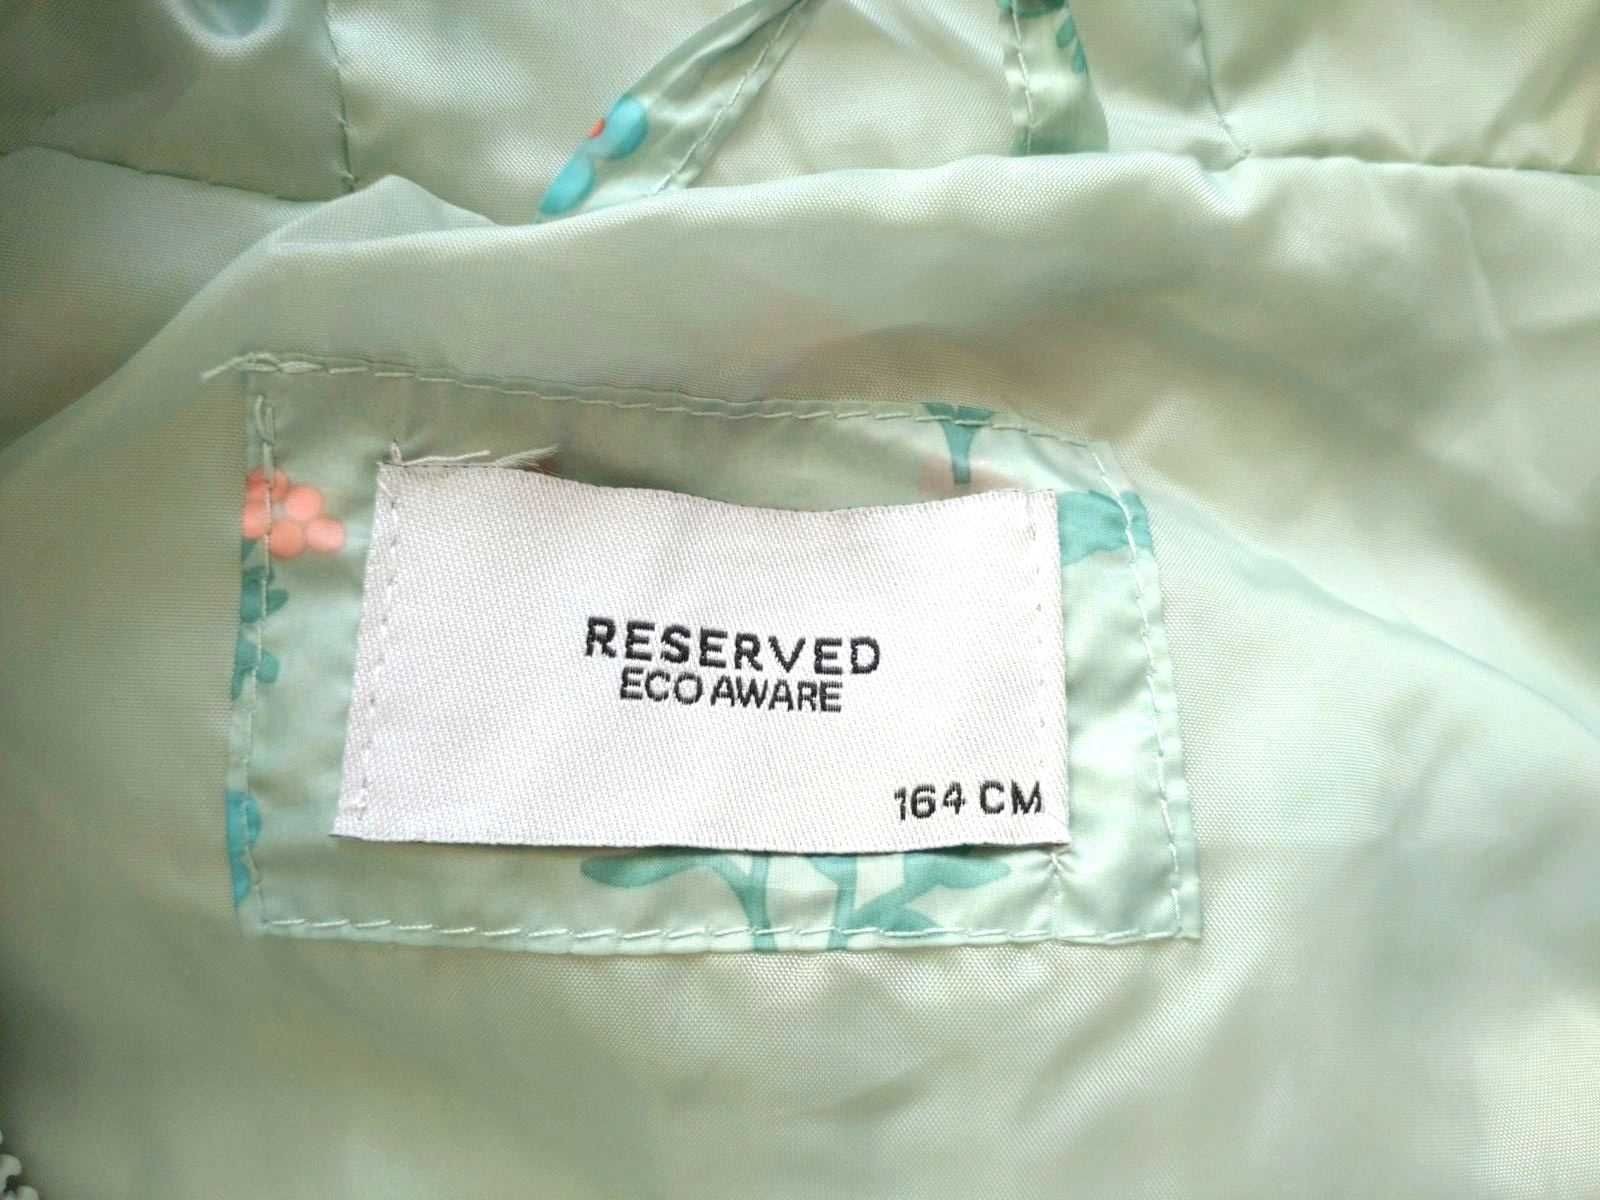 RESERVED
ECO AWARE
164 CM